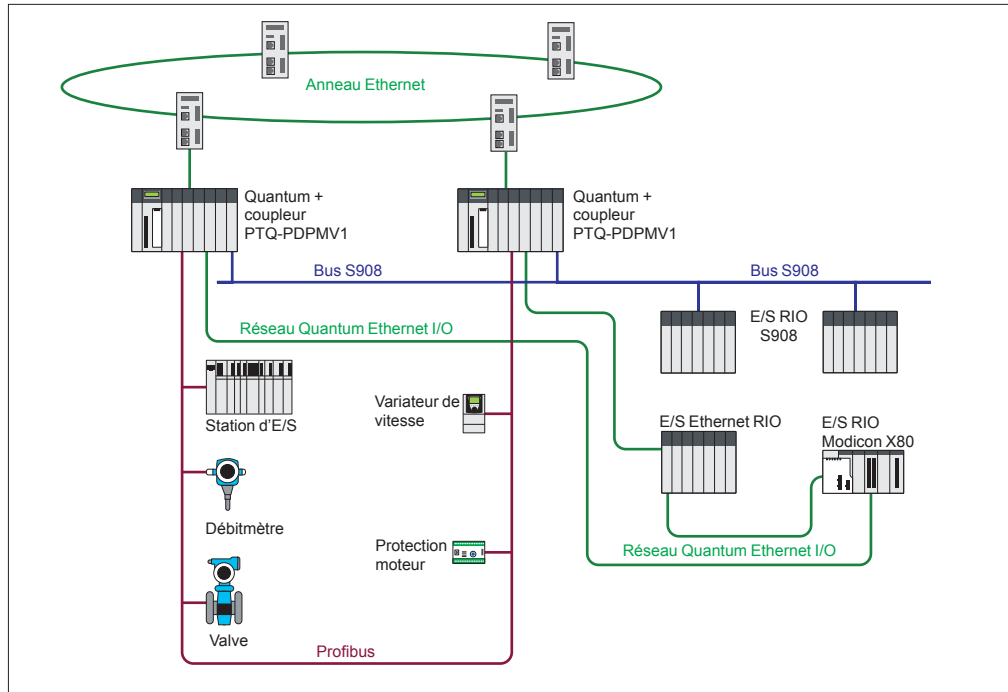 Anneau Ethernet
Quantum +
coupleur
PTQ-PDPMV1
Quantum +
coupleur
PTQ-PDPMV1
Bus S908
Bus S908
Réseau Quantum Ethernet I/O
E/S RIO
S908
Station d'E/S
Variateur de
vitesse
E/S Ethernet RIO
E/S RIO
Modicon X80
Débitmètre
Protection
moteur
Réseau Quantum Ethernet I/O
Valve
Profibus